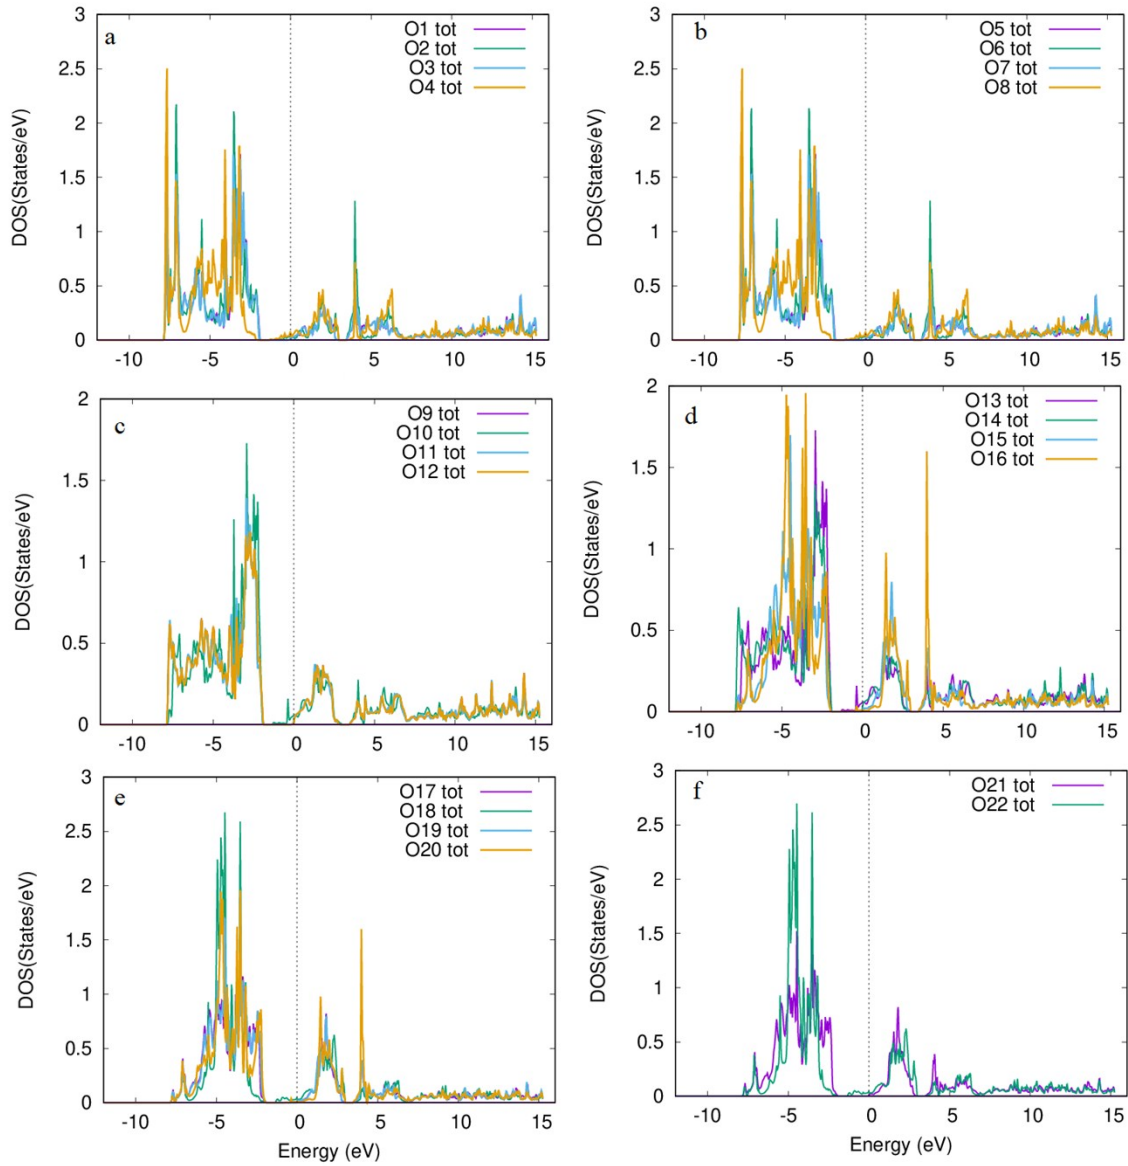 a
O1 tot
O2 tot
O3 tot
O4 tot
DOS(States/eV)
3
2.5
2
1.5
1
0.5
0
-10 -5 0 5 10 15
b
O5 tot
O6 tot
O7 tot
O8 tot
DOS(States/eV)
3
2.5
2
1.5
1
0.5
0
-10 -5 0 5 10 15
c
O9 tot
O10 tot
O11 tot
O12 tot
DOS(States/eV)
2
1.5
1
0.5
0
-10 -5 0 5 10 15
d
O13 tot
O14 tot
O15 tot
O16 tot
DOS(States/eV)
2
1.5
1
0.5
0
-10 -5 0 5 10 15
e
O17 tot
O18 tot
O19 tot
O20 tot
DOS(States/eV)
3
2.5
2
1.5
1
0.5
0
-10 -5 0 5 10 15
Energy (eV)
f
O21 tot
O22 tot
DOS(States/eV)
3
2.5
2
1.5
1
0.5
0
-10 -5 0 5 10 15
Energy (eV)